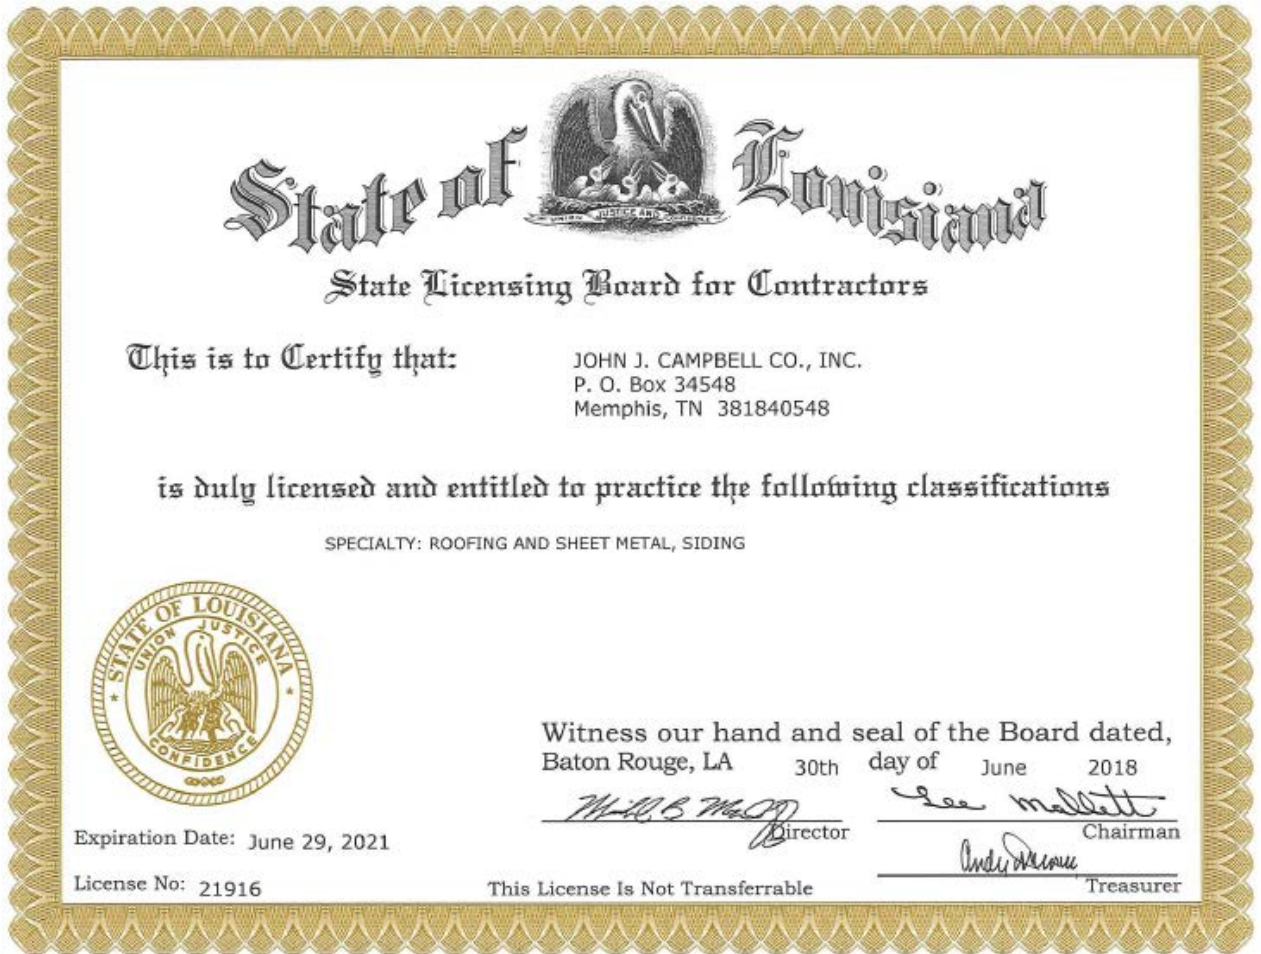 State of Louisiana
UNION JUSTICE AND CONFIDENCE
State Licensing Board for Contractors
This is to Certify that:
JOHN J. CAMPBELL CO., INC.
P. O. Box 34548
Memphis, TN 381840548
is duly licensed and entitled to practice the following classifications
SPECIALTY: ROOFING AND SHEET METAL, SIDING
STATE OF LOUISIANA
UNION JUSTICE
CONFIDENCE
Witness our hand and seal of the Board dated,
Baton Rouge, LA 30th day of June 2018
Director
Lee Mallett
Chairman
Andy
Treasurer
Expiration Date: June 29, 2021
License No: 21916
This License Is Not Transferrable